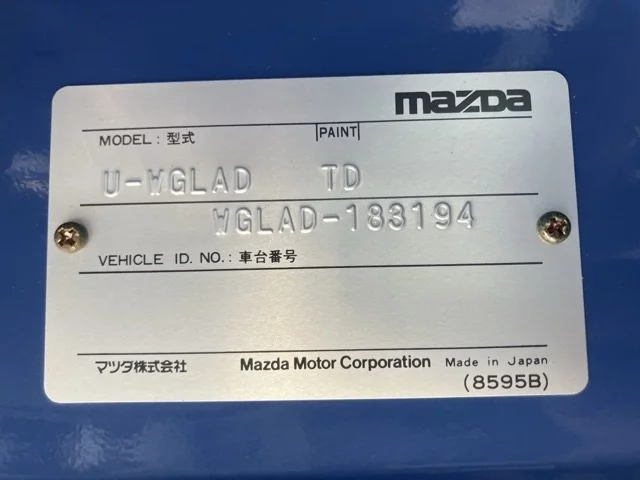 mazda
MODEL: 型式 PAINT
U-WGLAD TD
WGLAD-183194
VEHICLE ID. NO.: 車台番号
マツダ株式会社 Mazda Motor Corporation Made in Japan
(8595B)